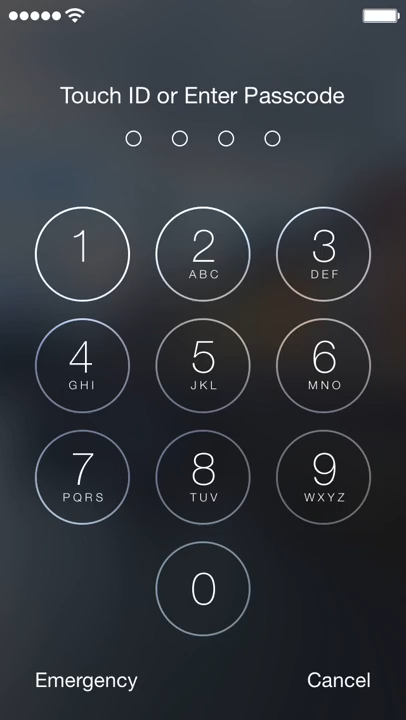 Touch ID or Enter Passcode
1
2
3
ABC
DEF
4
5
6
GHI
JKL
MNO
7
8
9
PQRS
TUV
WXYZ
0
Emergency
Cancel